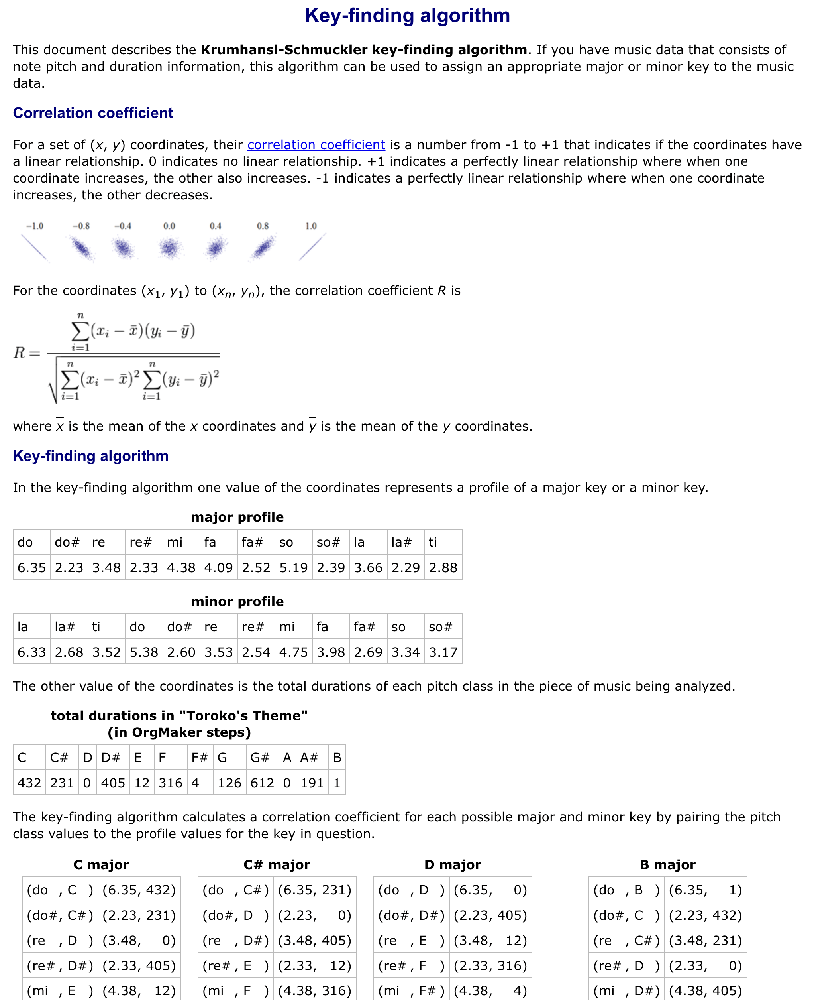 Key-finding algorithm
This document describes the Krumhansl-Schmuckler key-finding algorithm. If you have music data that consists of
note pitch and duration information, this algorithm can be used to assign an appropriate major or minor key to the music
data.
Correlation coefficient
For a set of (x, y) coordinates, their correlation coefficient is a number from -1 to +1 that indicates if the coordinates have
a linear relationship. 0 indicates no linear relationship. +1 indicates a perfectly linear relationship where when one
coordinate increases, the other also increases. -1 indicates a perfectly linear relationship where when one coordinate
increases, the other decreases.
−1.0 −0.8 −0.4 0.0 0.4 0.8 1.0
For the coordinates (x₁, y₁) to (xₙ, yₙ), the correlation coefficient R is
R = \frac{\sum_{i=1}^{n}(x_i - \bar{x})(y_i - \bar{y})}{\sqrt{\sum_{i=1}^{n}(x_i - \bar{x})^2 \sum_{i=1}^{n}(y_i - \bar{y})^2}}
where x̅ is the mean of the x coordinates and y̅ is the mean of the y coordinates.
Key-finding algorithm
In the key-finding algorithm one value of the coordinates represents a profile of a major key or a minor key.
major profile
do do# re re# mi fa fa# so so# la la# ti
6.35 2.23 3.48 2.33 4.38 4.09 2.52 5.19 2.39 3.66 2.29 2.88
minor profile
la la# ti do do# re re# mi fa fa# so so#
6.33 2.68 3.52 5.38 2.60 3.53 2.54 4.75 3.98 2.69 3.34 3.17
The other value of the coordinates is the total durations of each pitch class in the piece of music being analyzed.
total durations in "Toroko's Theme"
(in OrgMaker steps)
C C# D D# E F F# G G# A A# B
432 231 0 405 12 316 4 126 612 0 191 1
The key-finding algorithm calculates a correlation coefficient for each possible major and minor key by pairing the pitch
class values to the profile values for the key in question.
C major C# major D major B major
(do , C ) (6.35, 432) (do , C#) (6.35, 231) (do , D ) (6.35, 0) (do , B ) (6.35, 1)
(do#, C#) (2.23, 231) (do#, D ) (2.23, 0) (do#, D#) (2.23, 405) (do#, C ) (2.23, 432)
(re , D ) (3.48, 0) (re , D#) (3.48, 405) (re , E ) (3.48, 12) (re , C#) (3.48, 231)
(re# , D#) (2.33, 405) (re# , E ) (2.33, 12) (re# , F ) (2.33, 316) (re# , D ) (2.33, 0)
(mi , E ) (4.38, 12) (mi , F ) (4.38, 316) (mi , F# ) (4.38, 4) (mi , D#) (4.38, 405)